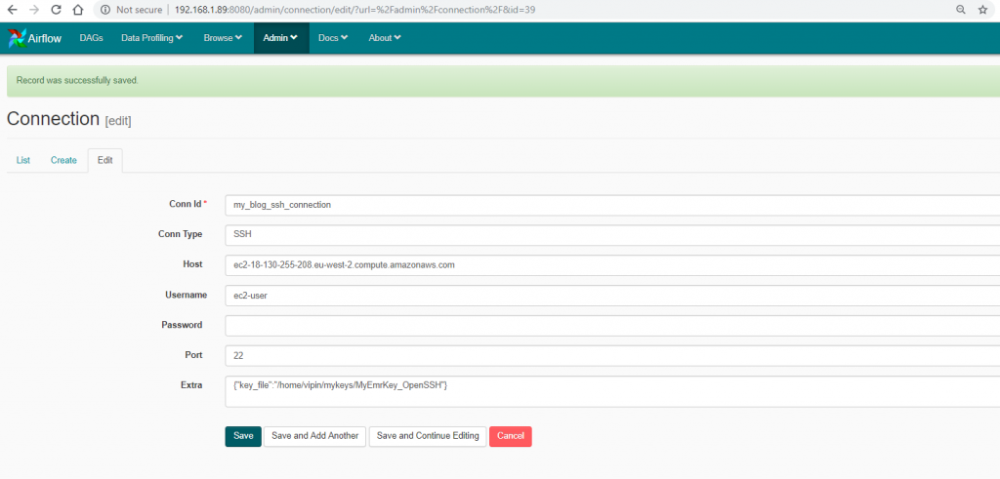 Not secure | 192.168.1.89:8080/admin/connection/edit/?url=%2Fadmin%2Fconnection%2F&id=39
Airflow DAGs Data Profiling Browse Admin Docs About
Record was successfully saved.
Connection [edit]
List Create Edit
Conn Id * my_blog_ssh_connection
Conn Type SSH
Host ec2-18-130-255-208.eu-west-2.compute.amazonaws.com
Username ec2-user
Password
Port 22
Extra {"key_file":"/home/vipin/mykeys/MyEmrKey_OpenSSH"}
Save Save and Add Another Save and Continue Editing Cancel